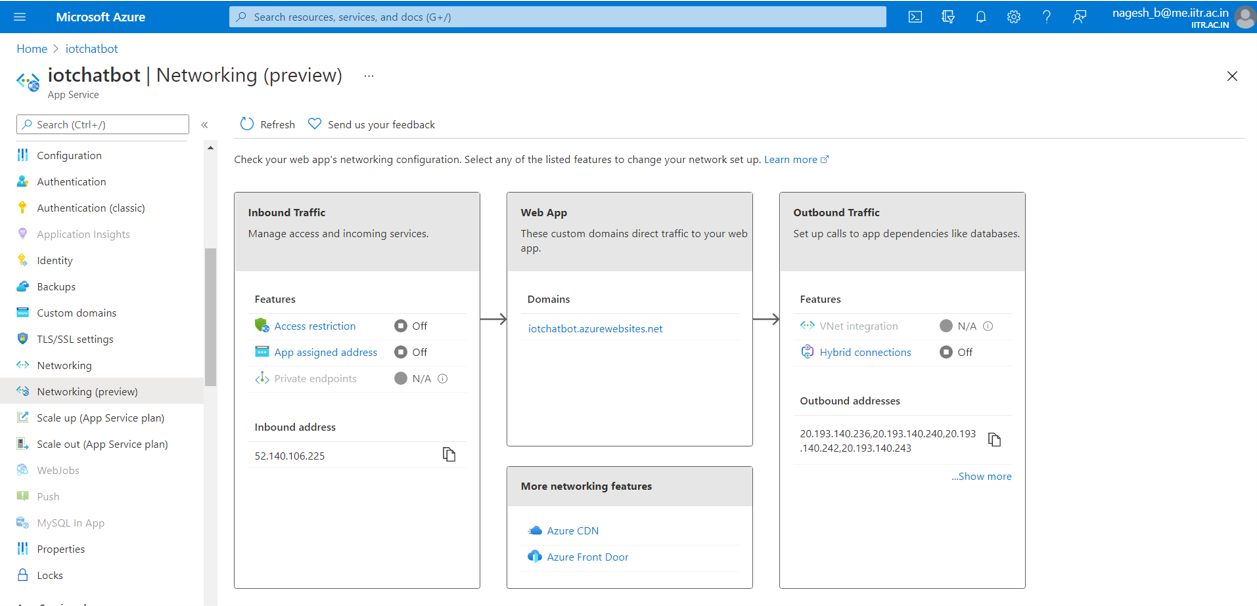 Microsoft Azure
Search resources, services, and docs (G+/)
nagesh_b@me.iitr.ac.in
IITR.AC.IN
Home > iotchatbot
iotchatbot | Networking (preview) ...
App Service
Search (Ctrl+/)
«
Refresh
Send us your feedback
Configuration
Authentication
Authentication (classic)
Application Insights
Identity
Backups
Custom domains
TLS/SSL settings
Networking
Networking (preview)
Scale up (App Service plan)
Scale out (App Service plan)
WebJobs
Push
MySQL In App
Properties
Locks
Check your web app's networking configuration. Select any of the listed features to change your network set up. Learn more
Inbound Traffic
Manage access and incoming services.
Features
Access restriction Off
App assigned address Off
Private endpoints N/A
Inbound address
52.140.106.225
Web App
These custom domains direct traffic to your web
app.
Domains
iotchatbot.azurewebsites.net
More networking features
Azure CDN
Azure Front Door
Outbound Traffic
Set up calls to app dependencies like databases.
Features
VNet integration N/A
Hybrid connections Off
Outbound addresses
20.193.140.236,20.193.140.240,20.193
.140.242,20.193.140.243
...Show more